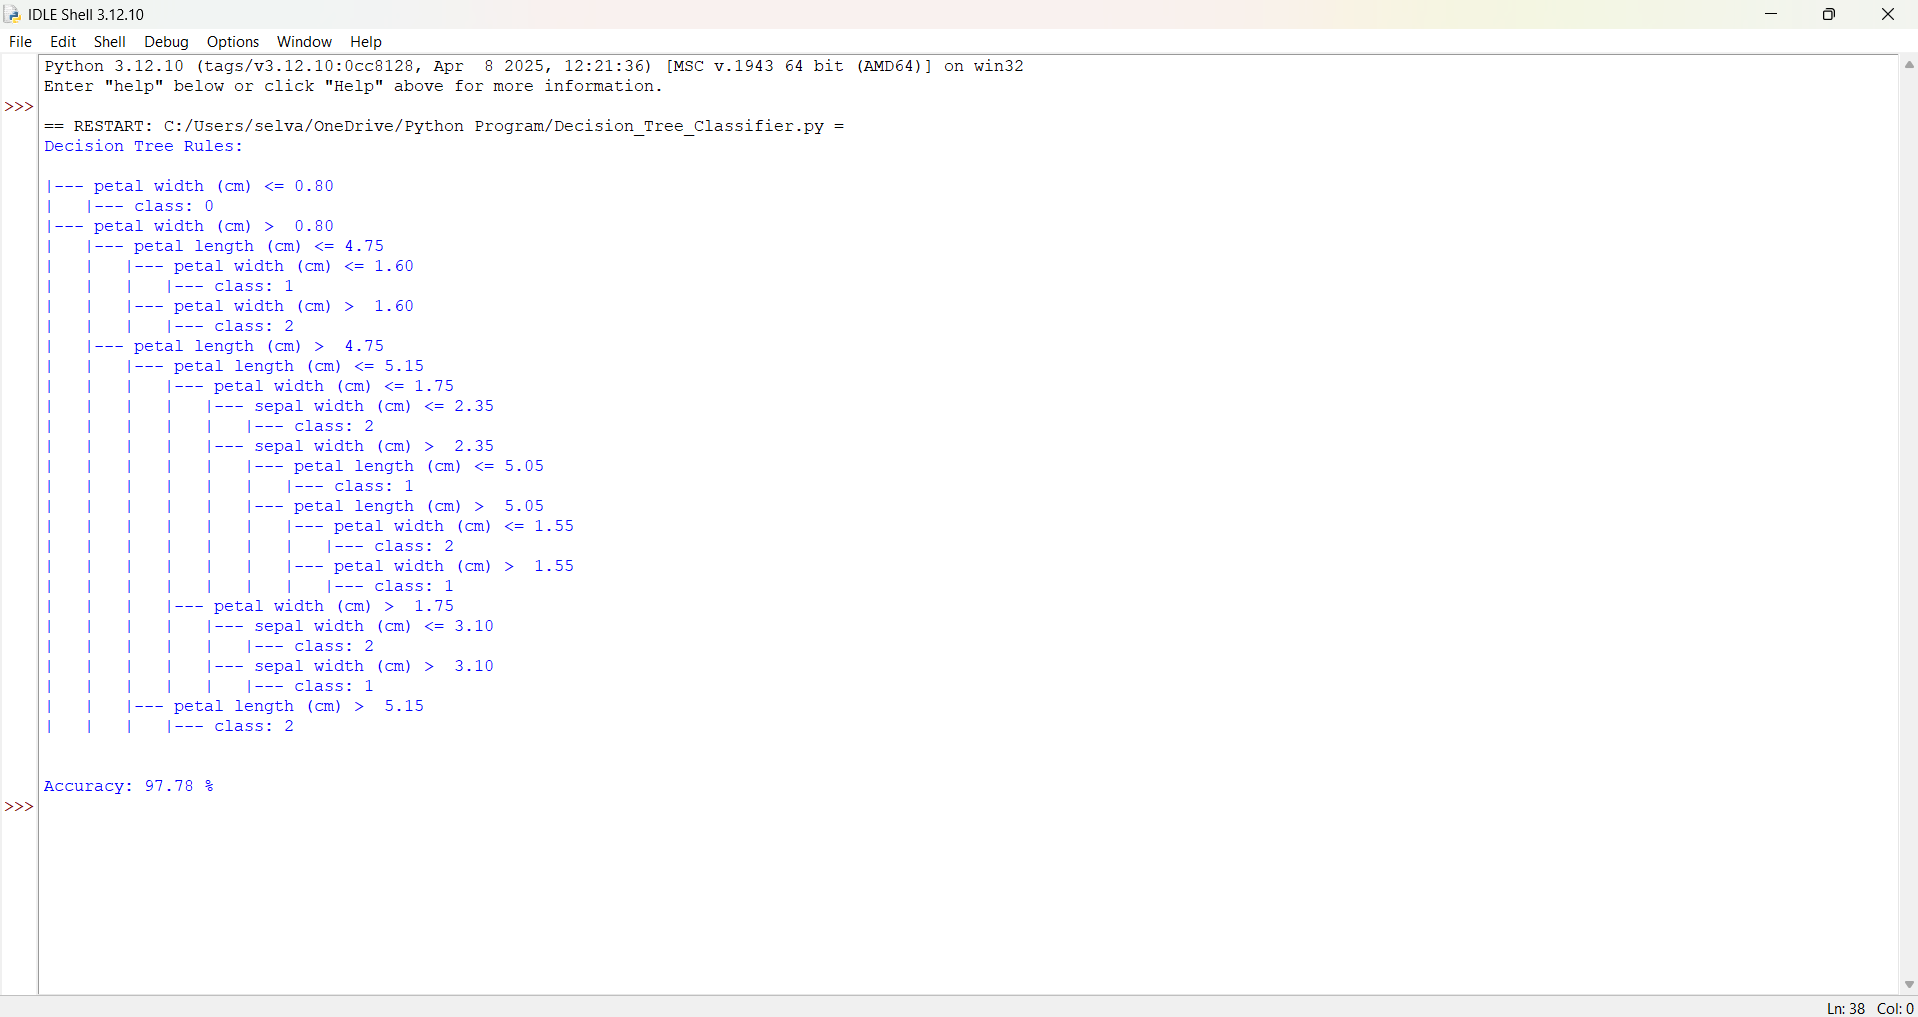 IDLE Shell 3.12.10
File Edit Shell Debug Options Window Help
Python 3.12.10 (tags/v3.12.10:0cc8128, Apr  8 2025, 12:21:36) [MSC v.1943 64 bit (AMD64)] on win32
Enter "help" below or click "Help" above for more information.
>>>
== RESTART: C:/Users/selva/OneDrive/Python Program/Decision_Tree_Classifier.py =
Decision Tree Rules:
|--- petal width (cm) <= 0.80
|   |--- class: 0
|--- petal width (cm) >  0.80
|   |--- petal length (cm) <= 4.75
|   |   |--- petal width (cm) <= 1.60
|   |   |   |--- class: 1
|   |   |--- petal width (cm) >  1.60
|   |   |   |--- class: 2
|   |--- petal length (cm) >  4.75
|   |   |--- petal length (cm) <= 5.15
|   |   |   |--- petal width (cm) <= 1.75
|   |   |   |   |--- sepal width (cm) <= 2.35
|   |   |   |   |   |--- class: 2
|   |   |   |   |--- sepal width (cm) >  2.35
|   |   |   |   |   |--- petal length (cm) <= 5.05
|   |   |   |   |   |   |--- class: 1
|   |   |   |   |   |--- petal length (cm) >  5.05
|   |   |   |   |   |   |--- petal width (cm) <= 1.55
|   |   |   |   |   |   |   |--- class: 2
|   |   |   |   |   |   |--- petal width (cm) >  1.55
|   |   |   |   |   |   |   |--- class: 1
|   |   |   |--- petal width (cm) >  1.75
|   |   |   |   |--- sepal width (cm) <= 3.10
|   |   |   |   |   |--- class: 2
|   |   |   |   |--- sepal width (cm) >  3.10
|   |   |   |   |   |--- class: 1
|   |   |--- petal length (cm) >  5.15
|   |   |   |--- class: 2
Accuracy: 97.78 %
>>>
Ln: 38 Col: 0